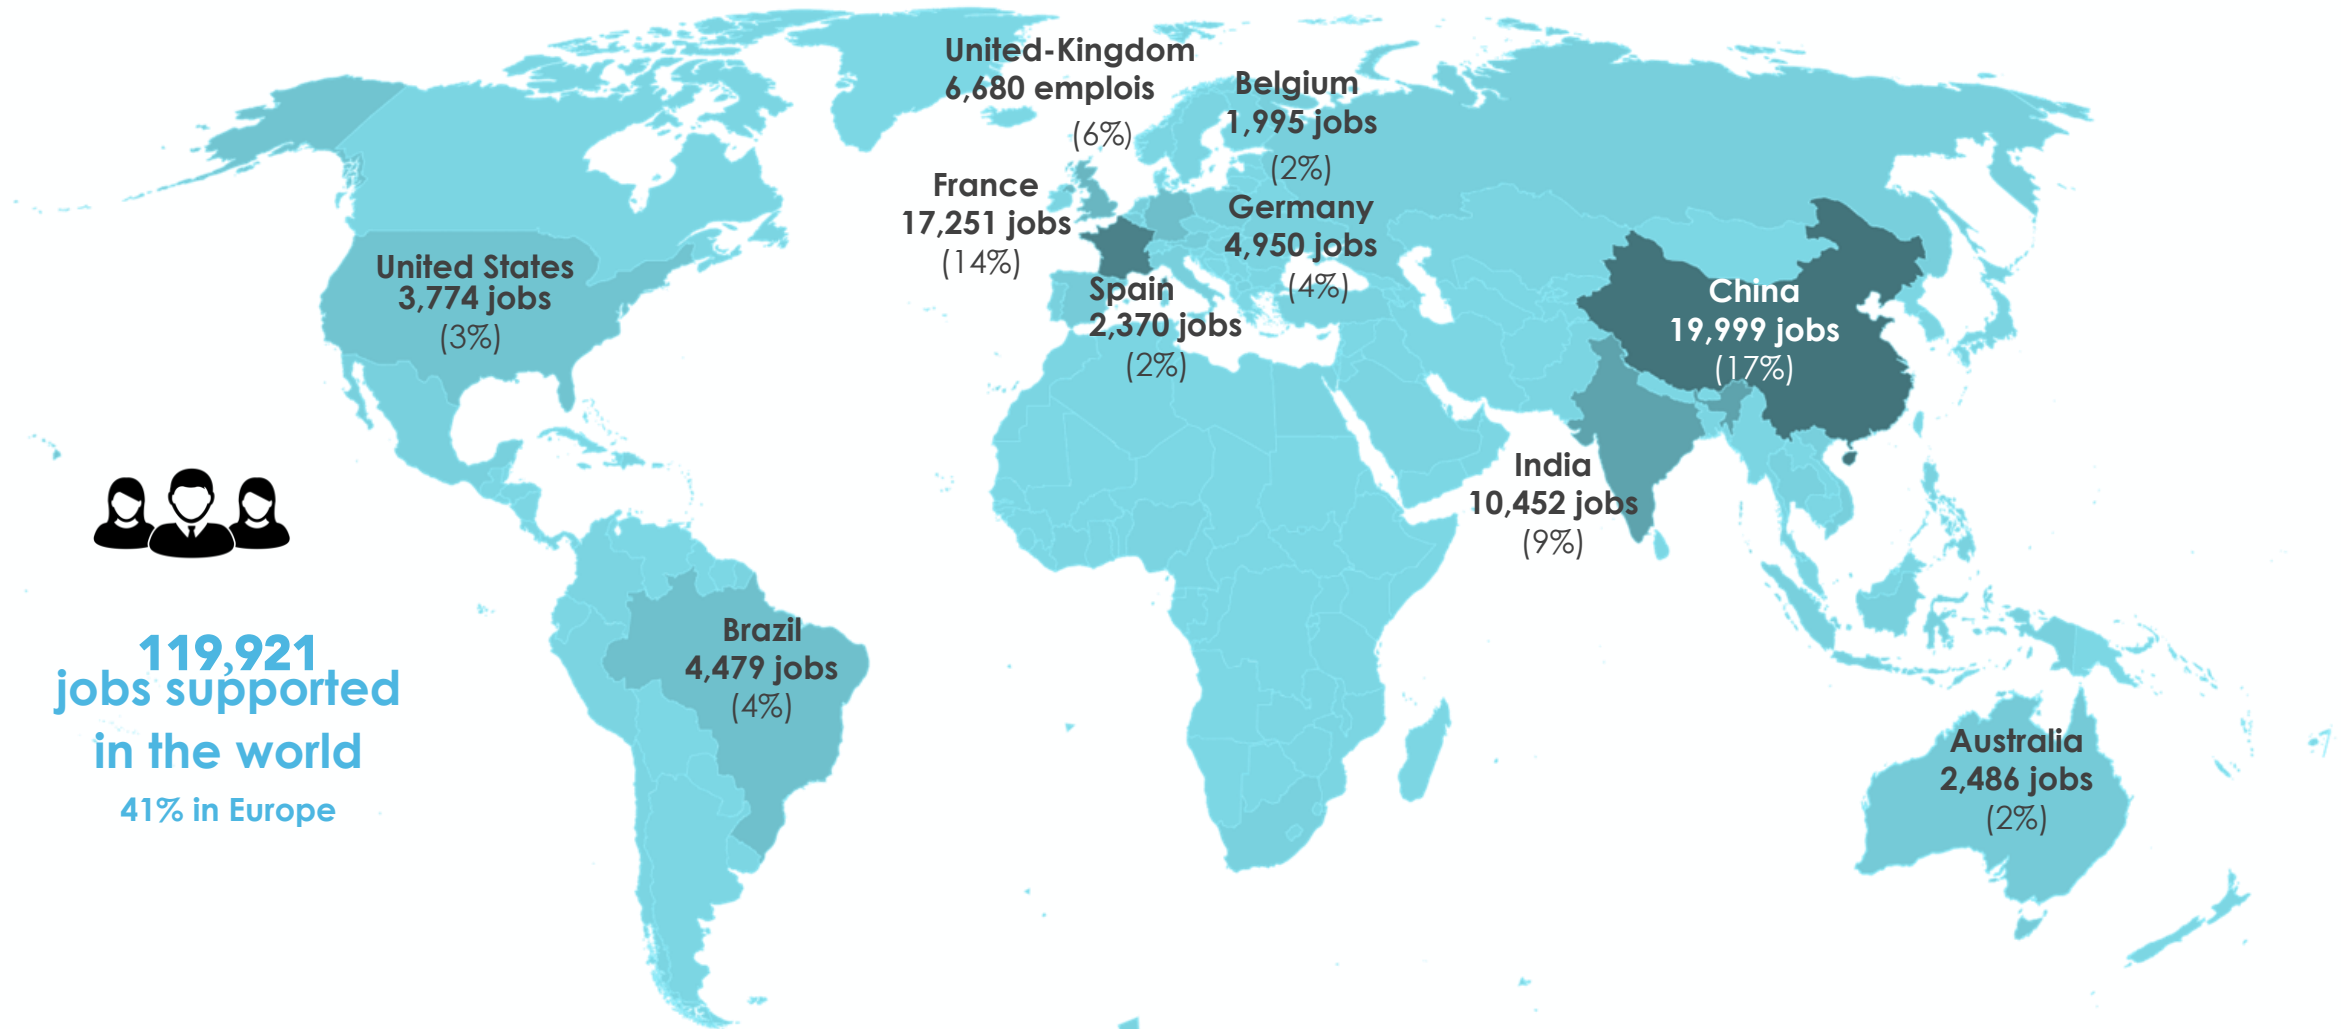 United-Kingdom
6,680 emplois
(6%)
Belgium
1,995 jobs
(2%)
France
17,251 jobs
(14%)
Germany
4,950 jobs
(4%)
United States
3,774 jobs
(3%)
Spain
2,370 jobs
(2%)
China
19,999 jobs
(17%)
India
10,452 jobs
(9%)
Brazil
4,479 jobs
(4%)
119,921
jobs supported
in the world
41% in Europe
Australia
2,486 jobs
(2%)